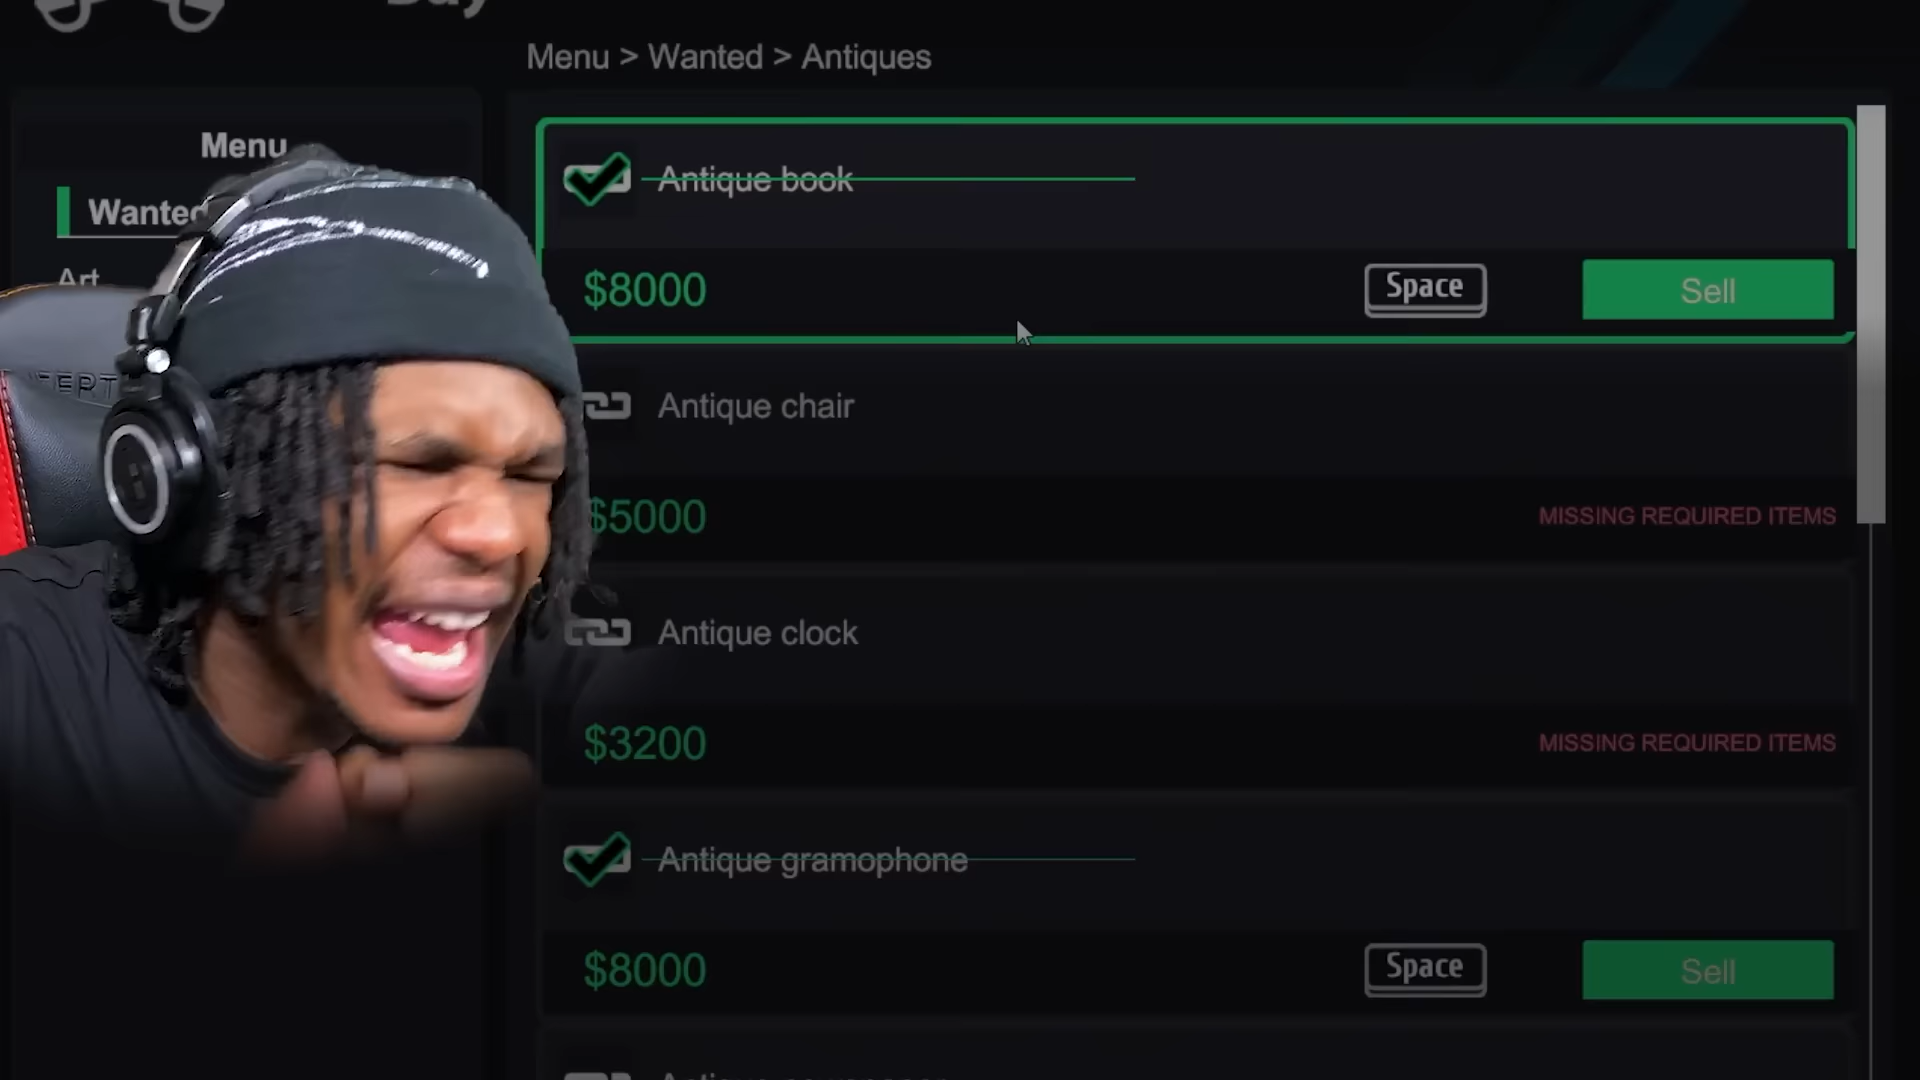 Menu > Wanted > Antiques
Menu
Wanted
Art
Antique book
$8000
Space
Sell
Antique chair
$5000
MISSING REQUIRED ITEMS
Antique clock
$3200
MISSING REQUIRED ITEMS
Antique gramophone
$8000
Space
Sell